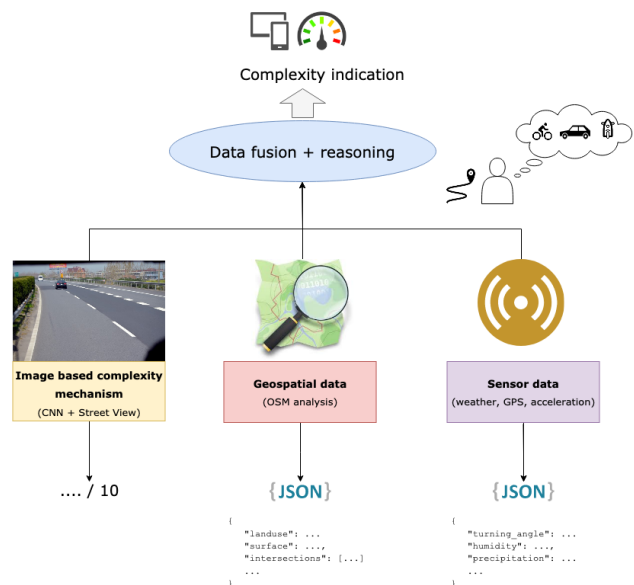 Complexity indication
Data fusion + reasoning
011010
Image based complexity
mechanism
(CNN + Street View)
Geospatial data
(OSM analysis)
Sensor data
(weather, GPS, acceleration)
.... / 10
{JSON}
{
"landuse": ...
"surface": ...,
"intersections": [...]
...
}
{JSON}
{
"turning_angle": ...
"humidity": ...,
"precipitation": ...
...
}